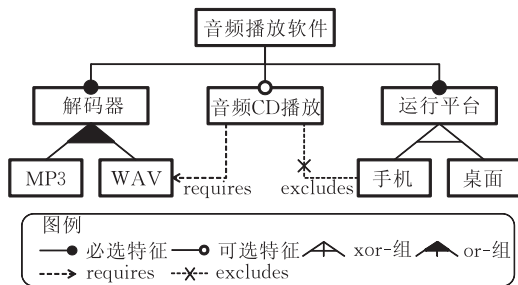 音频播放软件
解码器 音频CD播放 运行平台
MP3 WAV requires excludes 手机 桌面
图例
必选特征 可选特征 xor-组 or-组
requires excludes